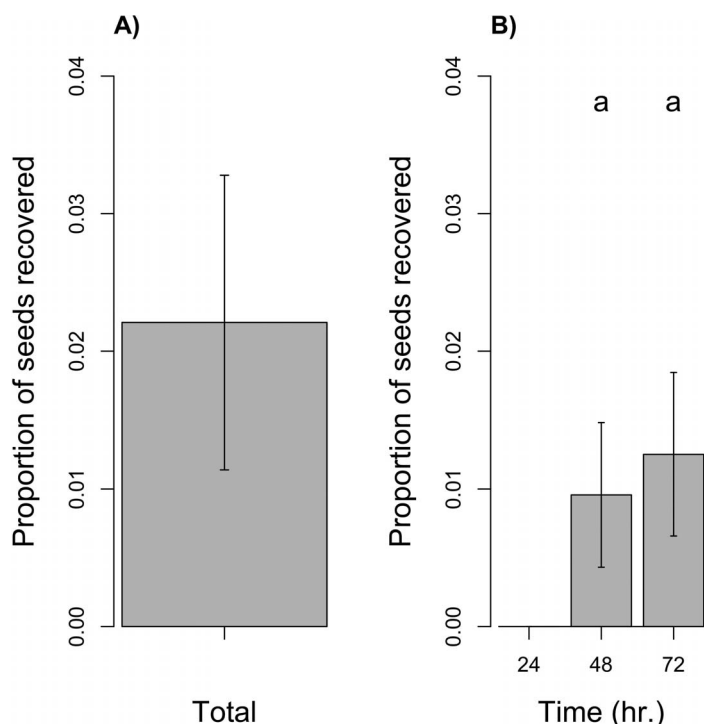 A)
Proportion of seeds recovered
0.04
0.03
0.02
0.01
0.00
Total
B)
Proportion of seeds recovered
0.04
0.03
0.02
0.01
0.00
a a
24 48 72
Time (hr.)